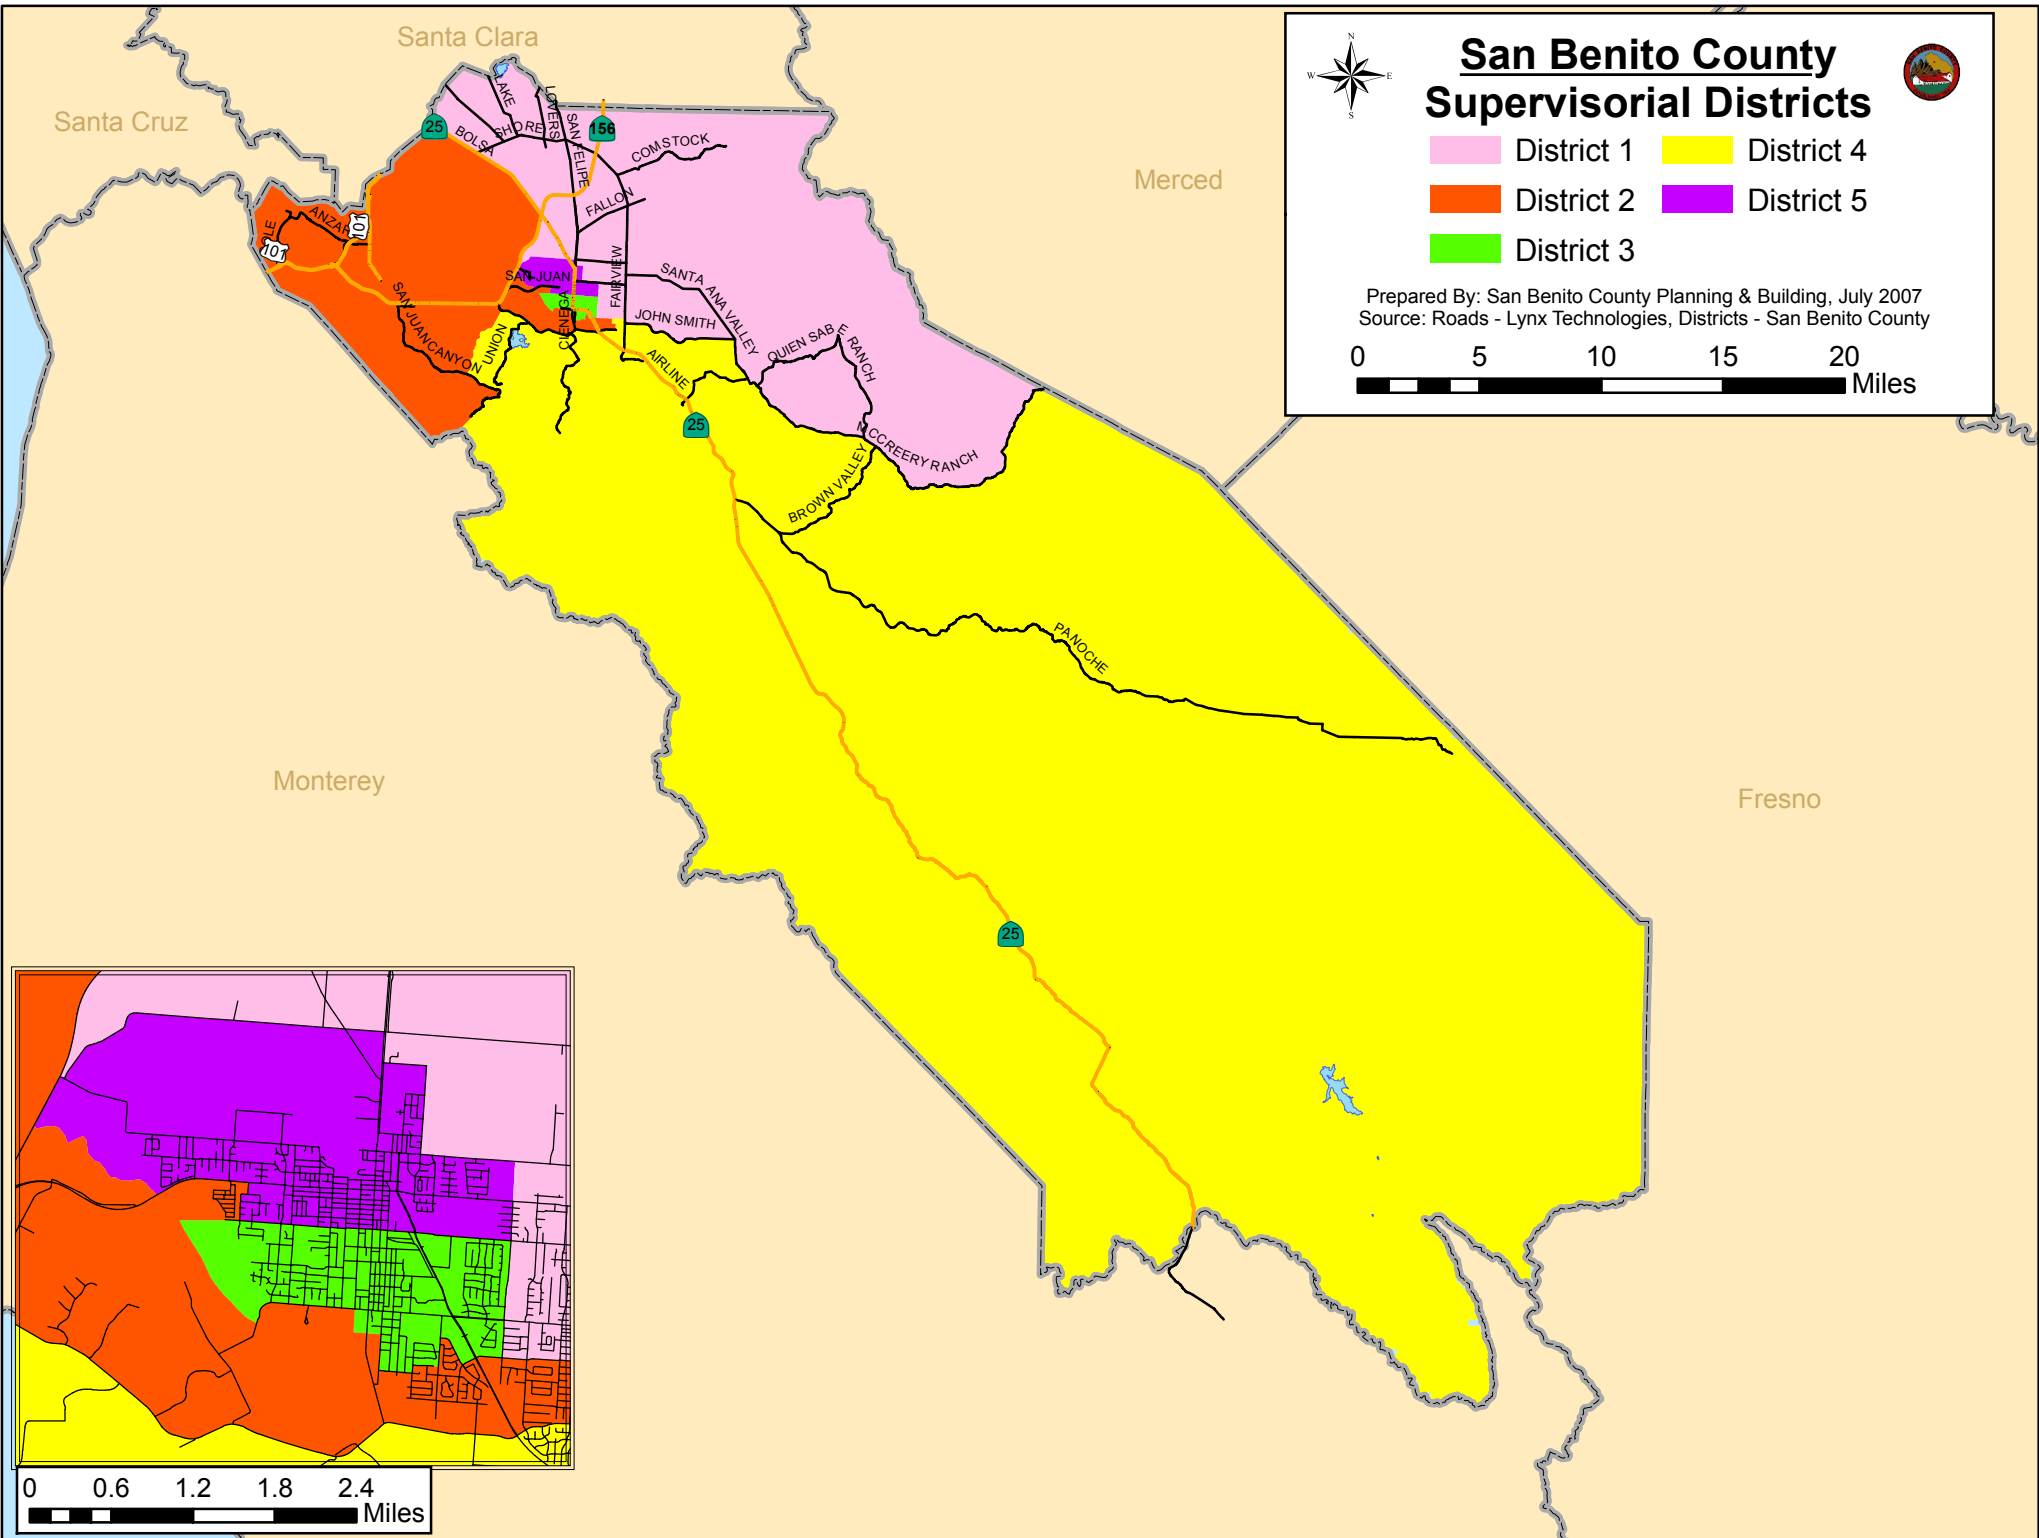 Santa Clara
Santa Cruz
Merced
Monterey
Fresno
N
W
E
S
San Benito County
Supervisorial Districts
District 1
District 4
District 2
District 5
District 3
Prepared By: San Benito County Planning & Building, July 2007
Source: Roads - Lynx Technologies, Districts - San Benito County
0 5 10 15 20
Miles
25
156
101
101
25
25
LAKE
LOVERS
SHORE
BOLSA
SAN FELIPE
COMSTOCK
FALLON
FAIRVIEW
SAN JUAN
SANTA ANA VALLEY
JOHN SMITH
QUIEN SABE RANCH
CIENEGA
UNION
SAN JUAN CANYON
AIRLINE
MCCREERY RANCH
BROWN VALLEY
PANOCHE
0 0.6 1.2 1.8 2.4
Miles